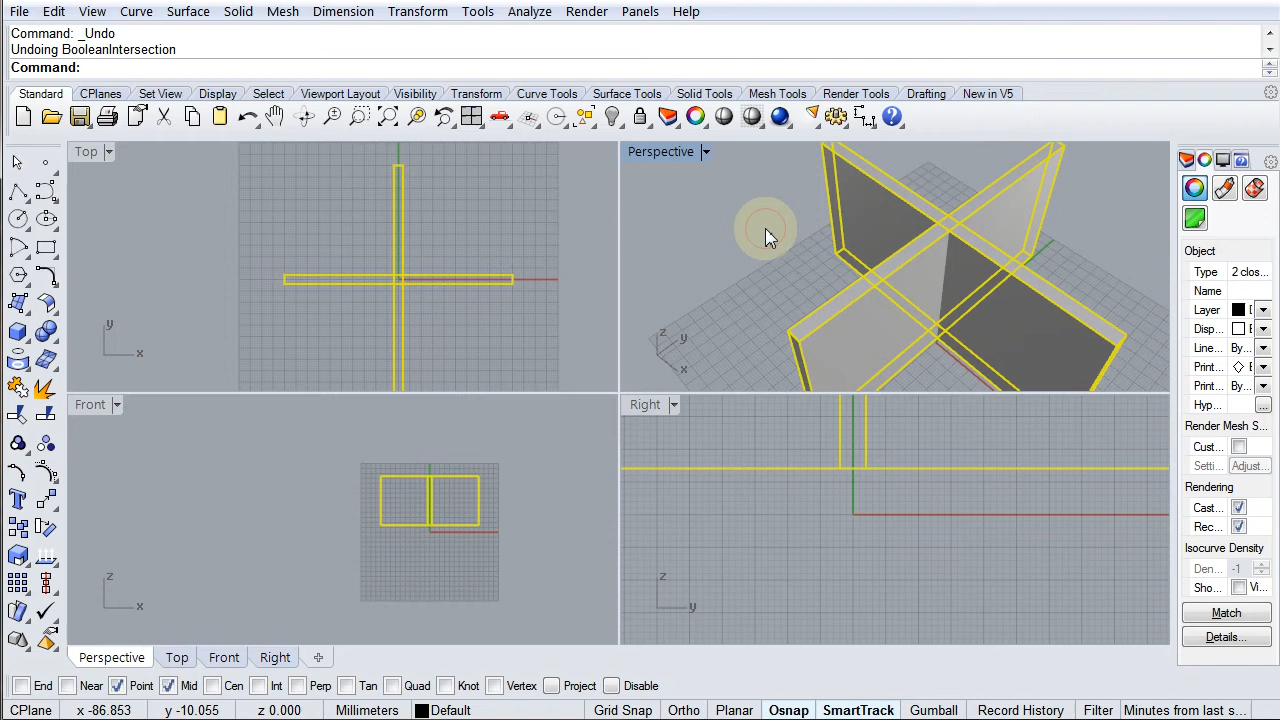 File Edit View Curve Surface Solid Mesh Dimension Transform Tools Analyze Render Panels Help
Command: _Undo
Undoing BooleanIntersection
Command:
Standard CPlanes Set View Display Select Viewport Layout Visibility Transform Curve Tools Surface Tools Solid Tools Mesh Tools Render Tools Drafting New in V5
Top
Perspective
y
x
z
y
x
Object
Type 2 clos...
Name
Layer
Disp...
Line... By...
Print...
Print... By...
Hyp... ...
Render Mesh S...
Cust...
Setti... Adjust...
Rendering
Cast...
Rec...
Isocurve Density
Den... -1
Sho... Vi...
Match
Details...
Front
Right
z
x
z
y
Perspective Top Front Right
End Near Point Mid Cen Int Perp Tan Quad Knot Vertex Project Disable
CPlane x -86.853 y -10.055 z 0.000 Millimeters Default Grid Snap Ortho Planar Osnap SmartTrack Gumball Record History Filter Minutes from last s...